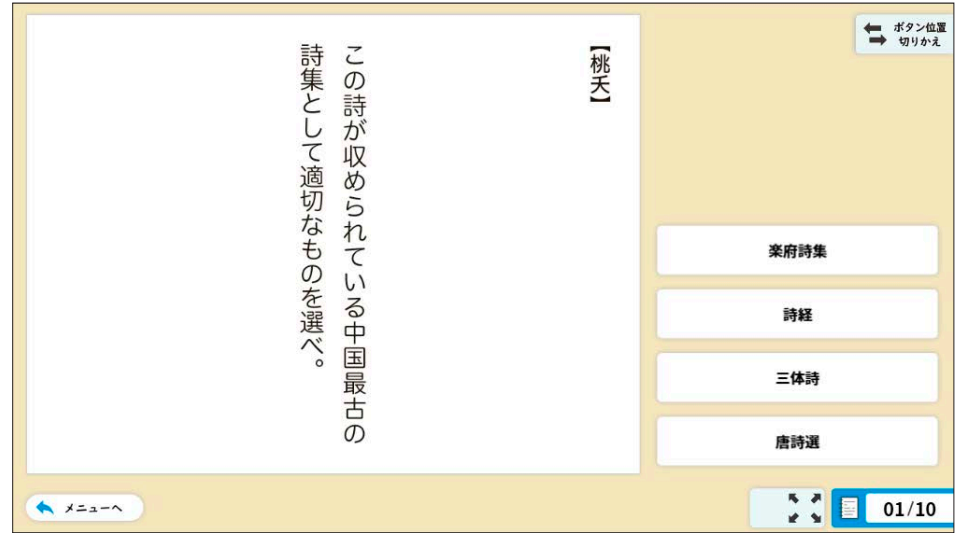 【桃夭】
この詩が収められている中国最古の
詩集として適切なものを選べ。
ボタン位置
切りかえ
楽府詩集
詩経
三体詩
唐詩選
メニューへ
01/10